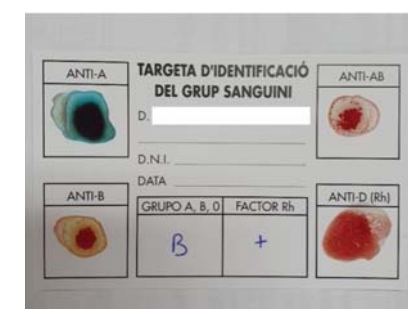 ANTI-A
TARGETA D'IDENTIFICACIÓ
DEL GRUP SANGUINI
ANTI-AB
D.
D.N.I.
DATA
ANTI-B
GRUPO A, B, 0
FACTOR Rh
ANTI-D (Rh)
B
+